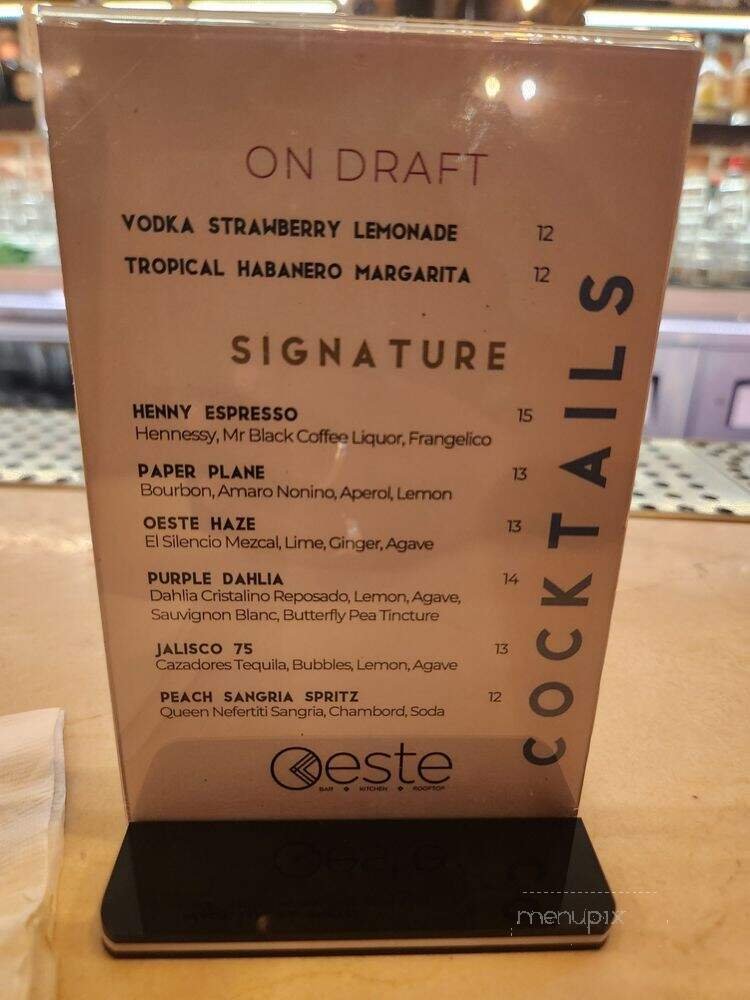 ON DRAFT
VODKA STRAWBERRY LEMONADE 12
TROPICAL HABANERO MARGARITA 12
SIGNATURE
HENNY ESPRESSO 15
Hennessy, Mr Black Coffee Liquor, Frangelico
PAPER PLANE 13
Bourbon, Amaro Nonino, Aperol, Lemon
OESTE HAZE 13
El Silencio Mezcal, Lime, Ginger, Agave
PURPLE DAHLIA 14
Dahlia Cristalino Reposado, Lemon, Agave,
Sauvignon Blanc, Butterfly Pea Tincture
JALISCO 75 13
Cazadores Tequila, Bubbles, Lemon, Agave
PEACH SANGRIA SPRITZ 12
Queen Nefertiti Sangria, Chambord, Soda
COCKTAILS
Oeste
BAR KITCHEN ROOFTOP
menupix